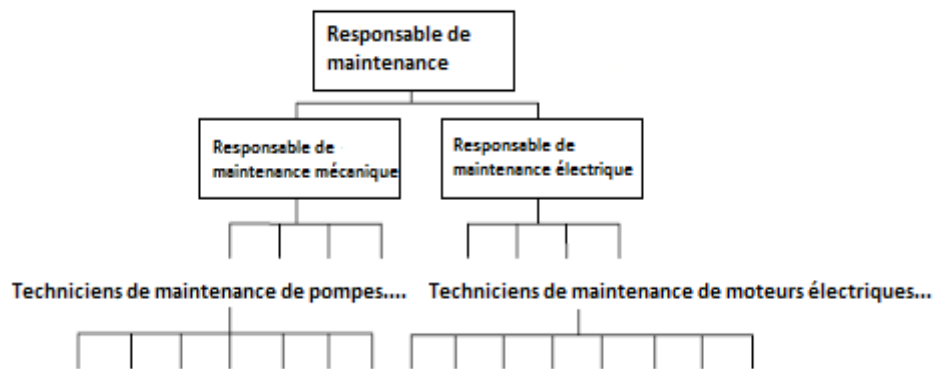 Responsable de
maintenance
Responsable de
maintenance mécanique
Responsable de
maintenance électrique
Techniciens de maintenance de pompes....
Techniciens de maintenance de moteurs électriques...